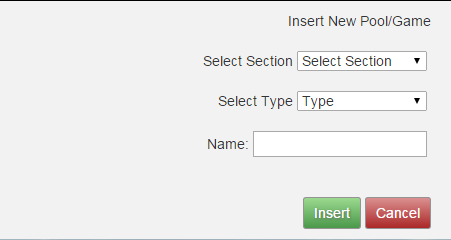 Insert New Pool/Game
Select Section Select Section
Select Type Type
Name:
Insert Cancel